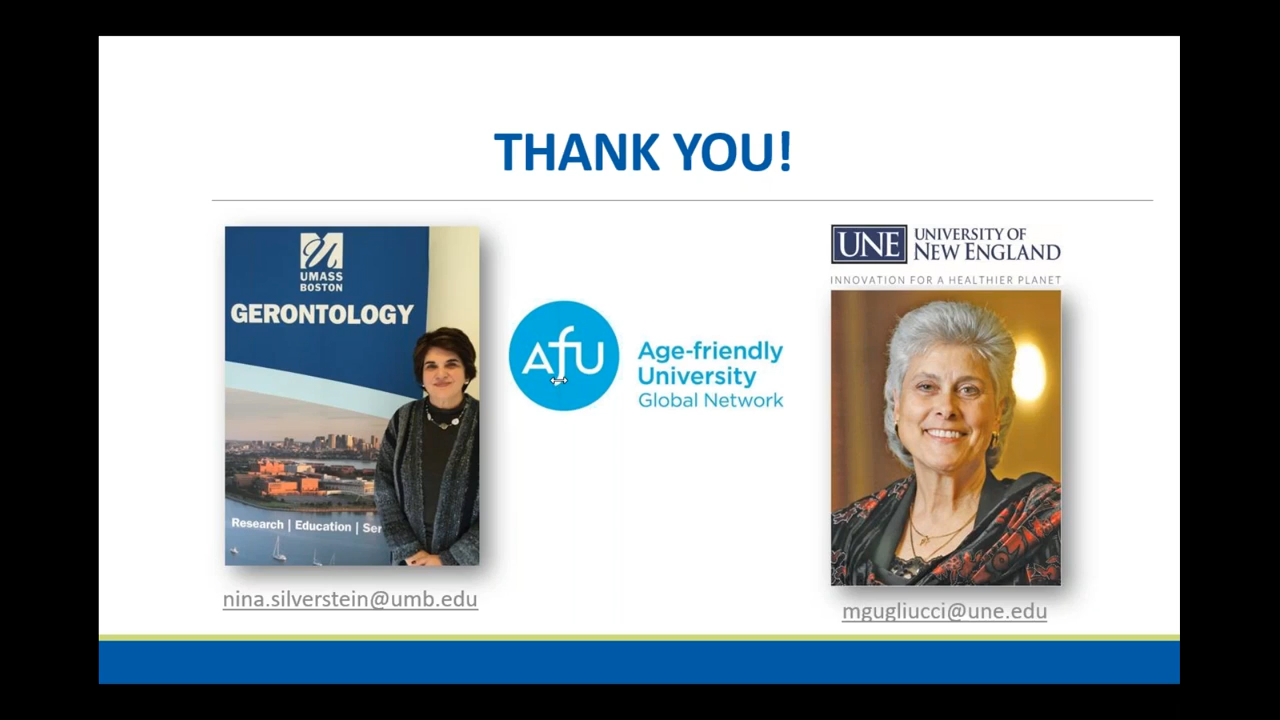 THANK YOU!
UMASS
BOSTON
GERONTOLOGY
Research | Education | Ser
nina.silverstein@umb.edu
AfU
Age-friendly
University
Global Network
UNE UNIVERSITY OF
NEW ENGLAND
INNOVATION FOR A HEALTHIER PLANET
mgugliucci@une.edu